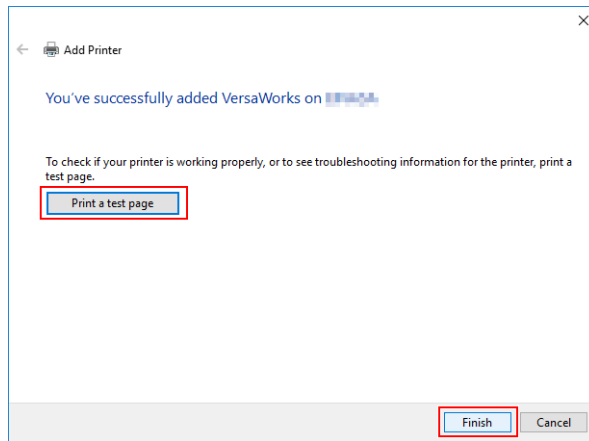 Add Printer
You've successfully added VersaWorks on
To check if your printer is working properly, or to see troubleshooting information for the printer, print a
test page.
Print a test page
Finish Cancel